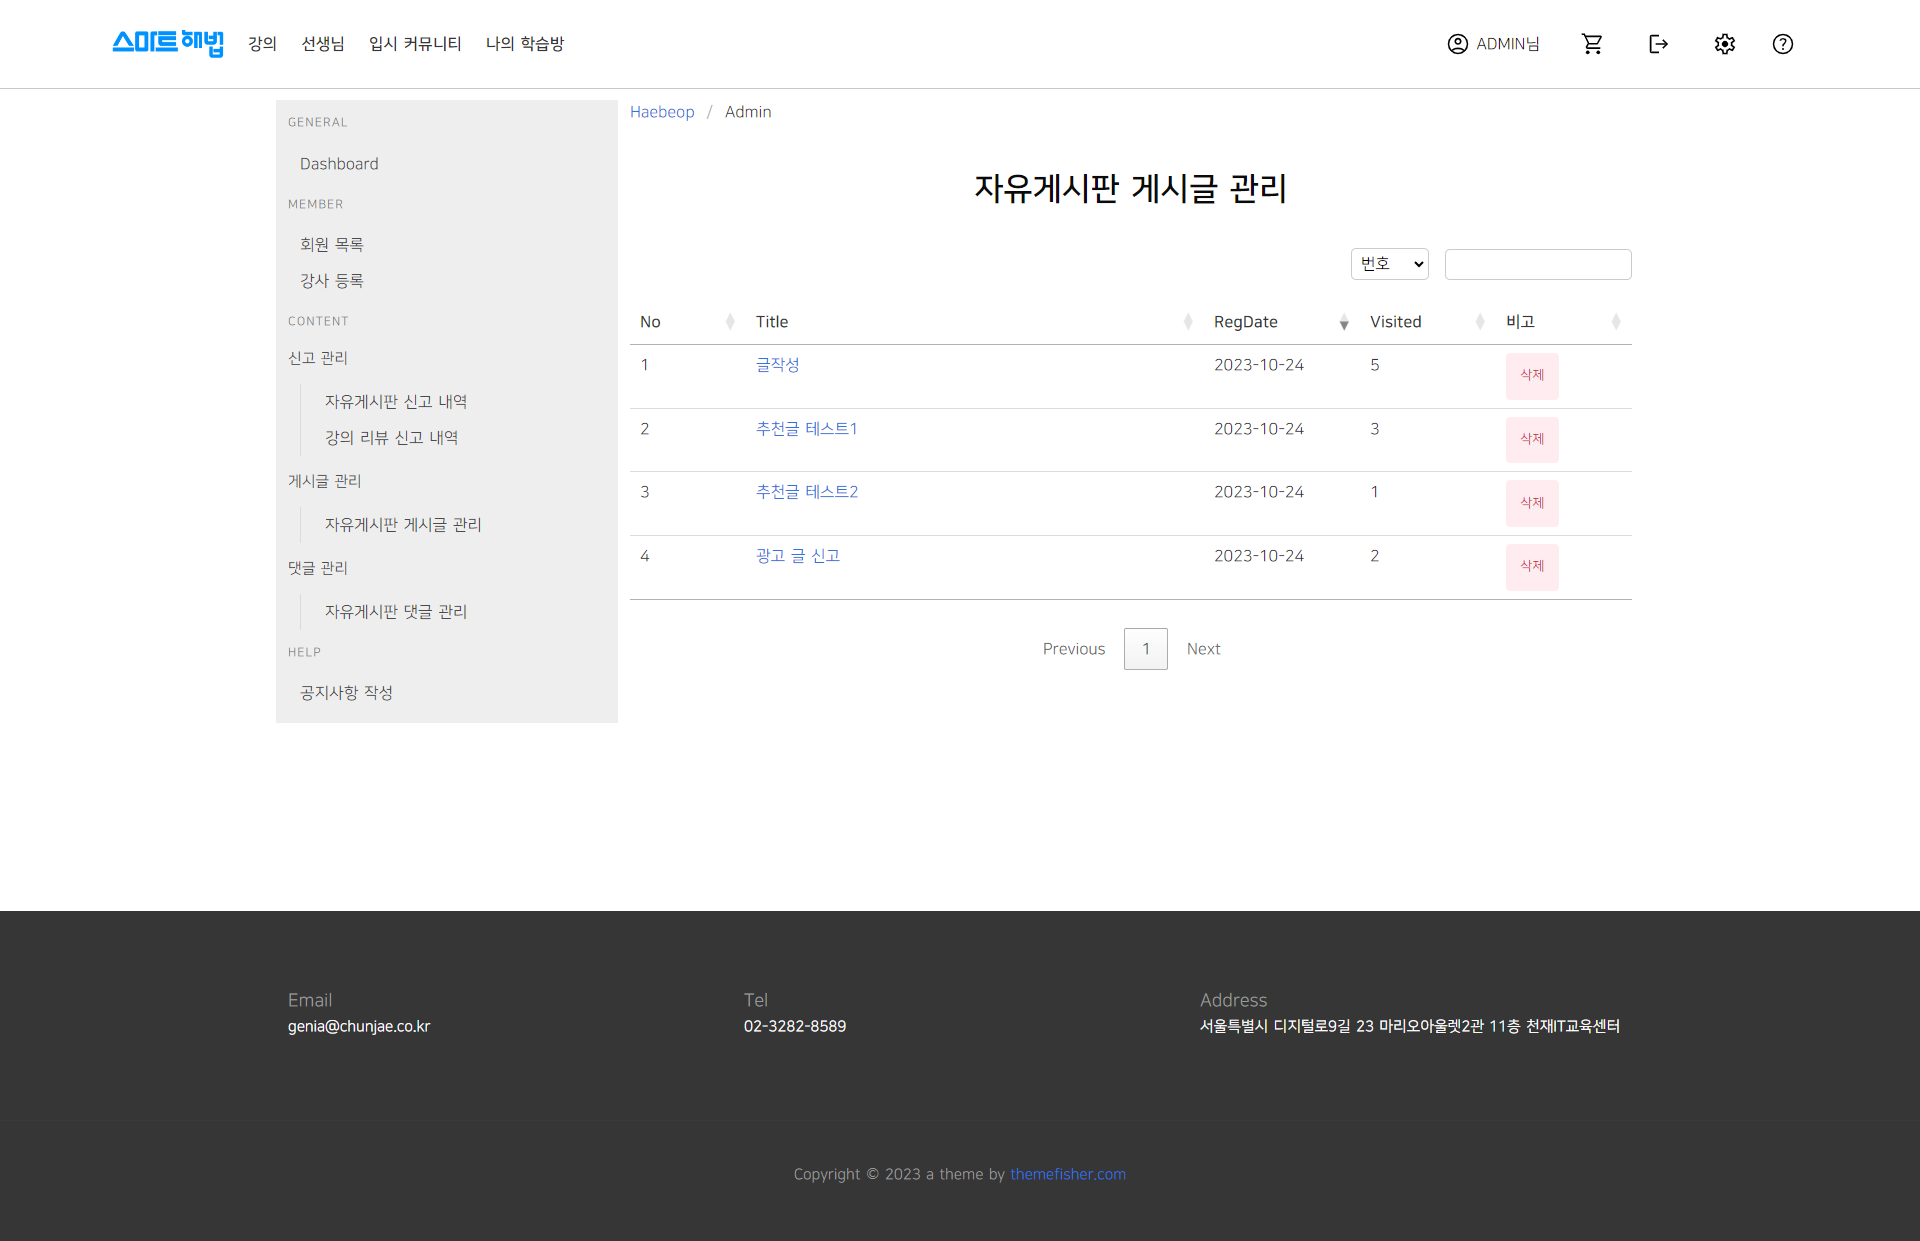 스마트해법 강의 선생님 입시 커뮤니티 나의 학습방 ADMIN님
GENERAL
Dashboard
MEMBER
회원 목록
강사 등록
CONTENT
신고 관리
자유게시판 신고 내역
강의 리뷰 신고 내역
게시글 관리
자유게시판 게시글 관리
댓글 관리
자유게시판 댓글 관리
HELP
공지사항 작성
Haebeop / Admin
자유게시판 게시글 관리
번호
No Title RegDate Visited 비고
1 글작성 2023-10-24 5 삭제
2 추천글 테스트1 2023-10-24 3 삭제
3 추천글 테스트2 2023-10-24 1 삭제
4 광고 글 신고 2023-10-24 2 삭제
Previous 1 Next
Email
genia@chunjae.co.kr
Tel
02-3282-8589
Address
서울특별시 디지털로9길 23 마리오아울렛2관 11층 천재IT교육센터
Copyright © 2023 a theme by themefisher.com